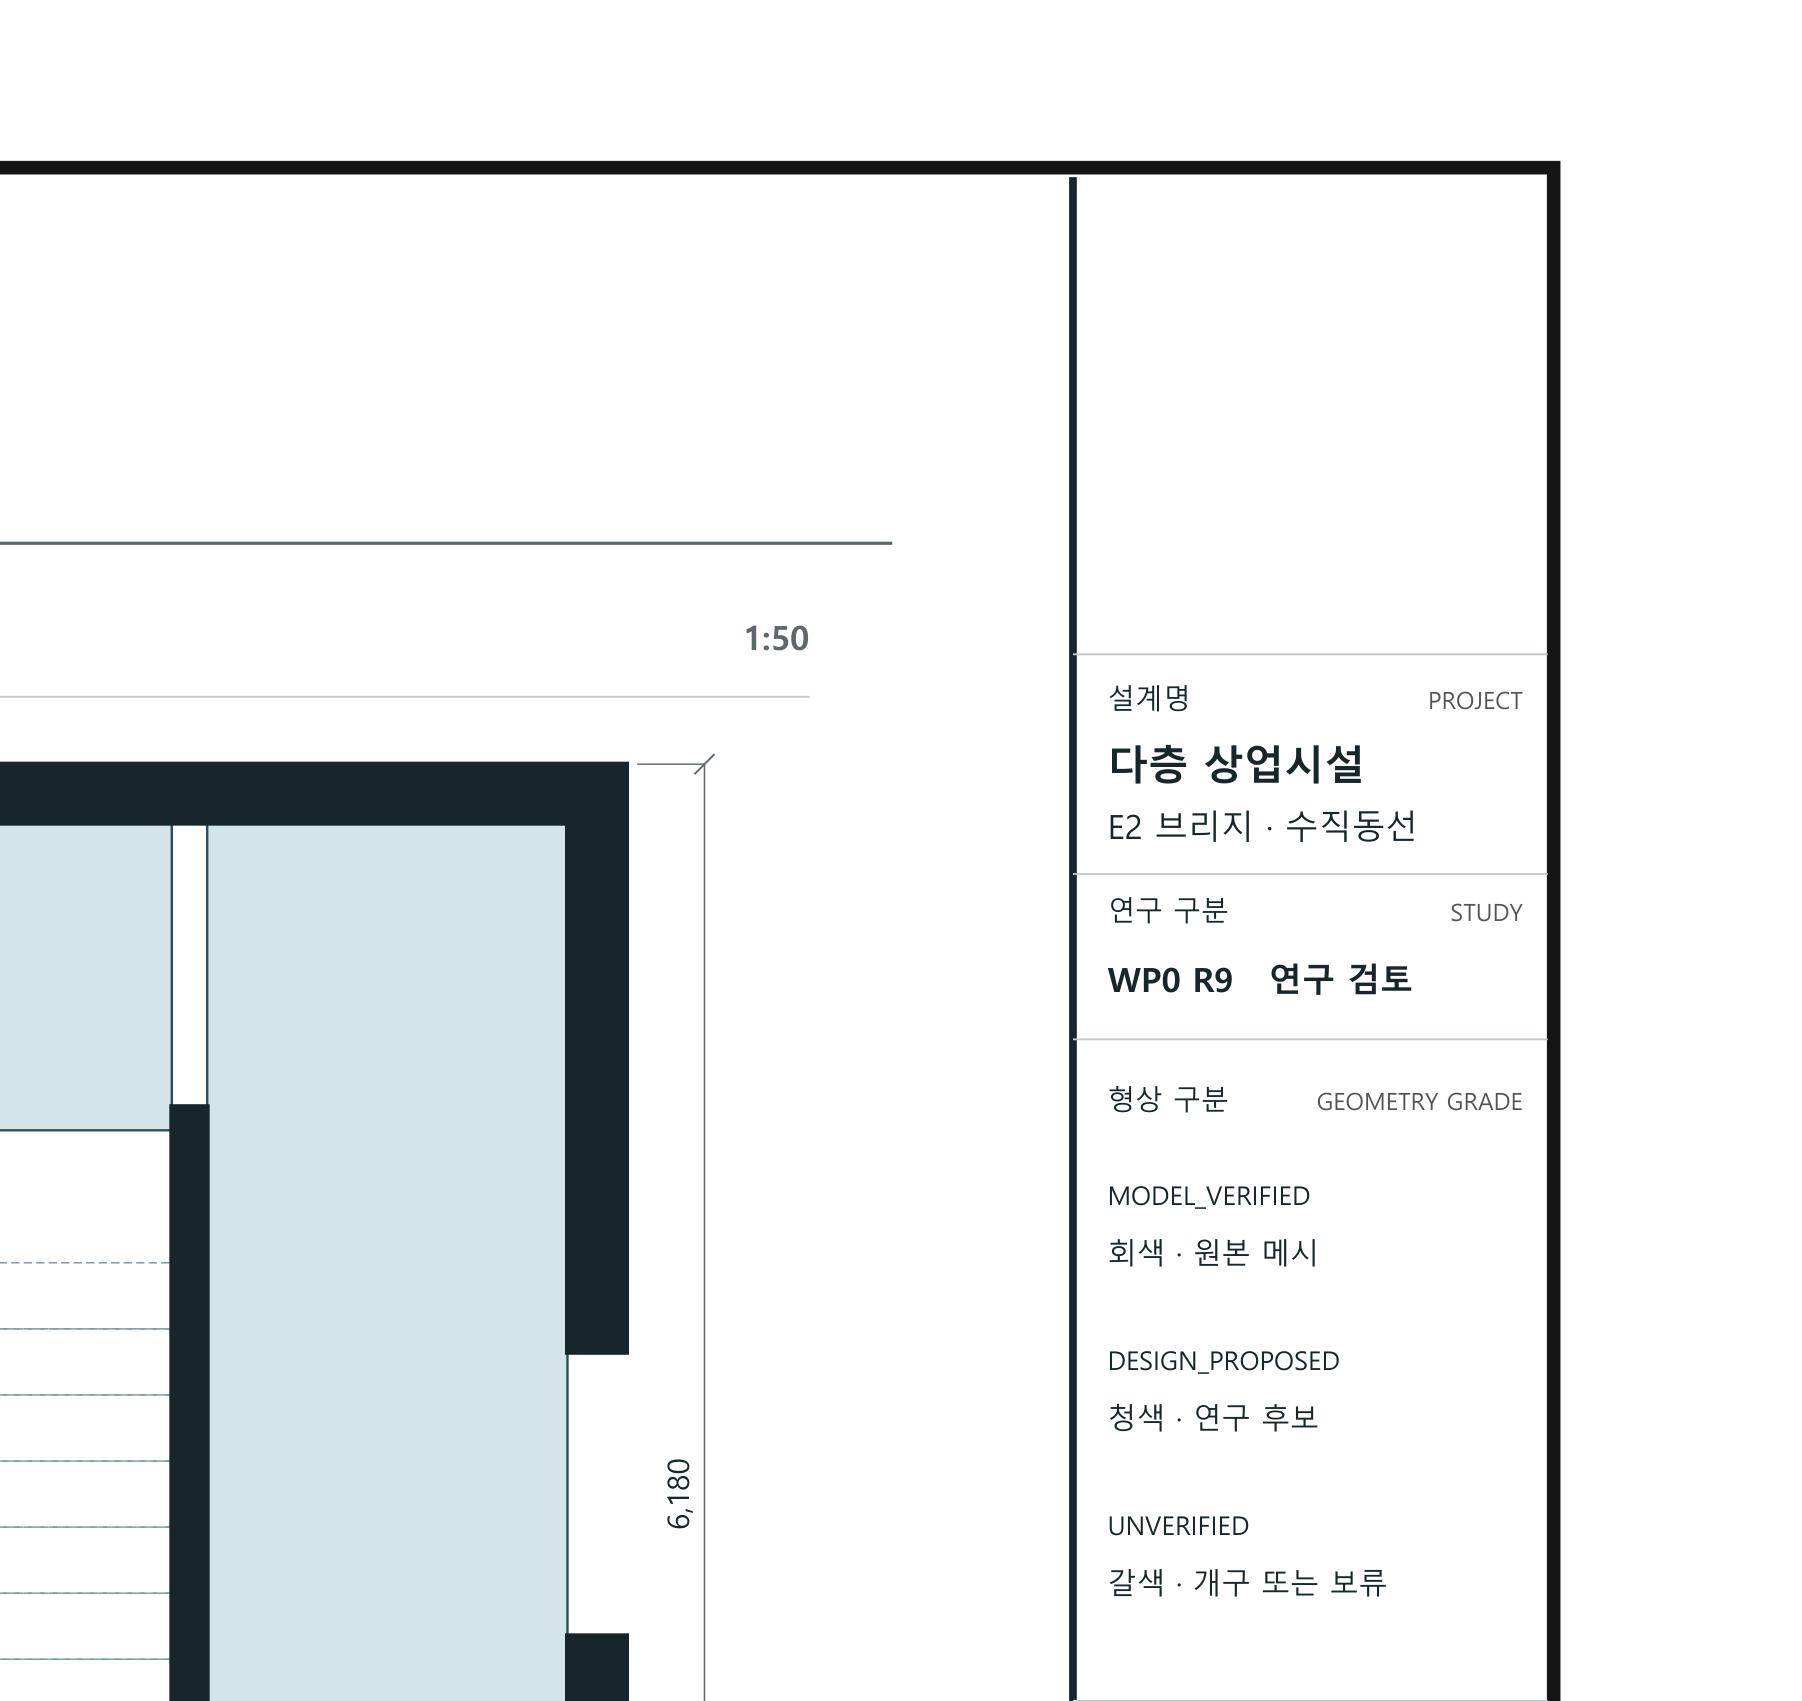 1:50
6,180
설계명 PROJECT
다층 상업시설
E2 브리지 · 수직동선
연구 구분 STUDY
WP0 R9 연구 검토
형상 구분 GEOMETRY GRADE
MODEL_VERIFIED
회색 · 원본 메시
DESIGN_PROPOSED
청색 · 연구 후보
UNVERIFIED
갈색 · 개구 또는 보류